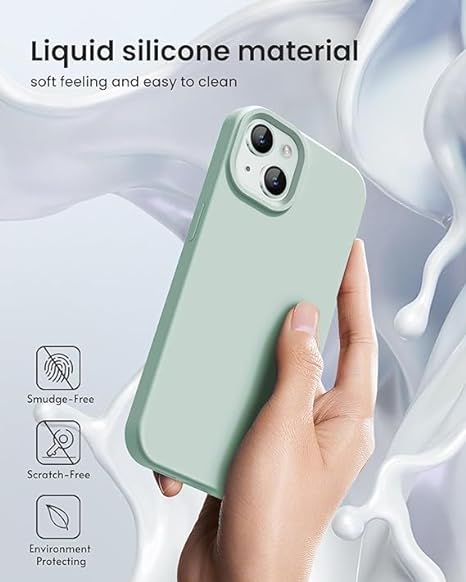 Liquid silicone material
soft feeling and easy to clean
Smudge-Free
Scratch-Free
Environment
Protecting